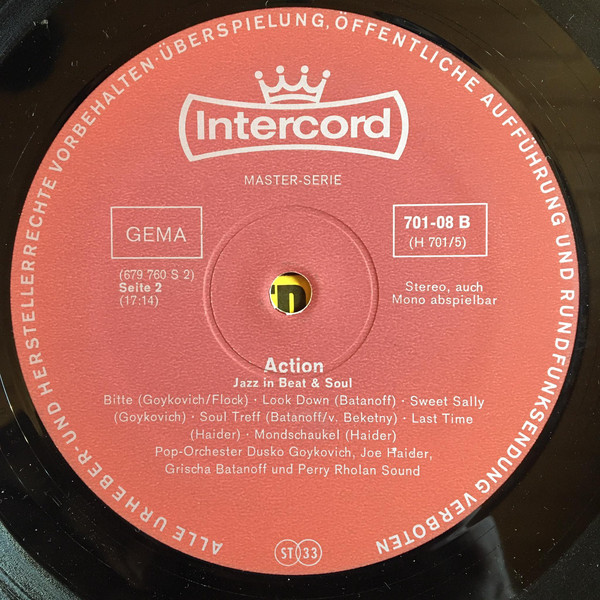 ALLE URHEBER- UND HERSTELLERRECHTE VORBEHALTEN · ÜBERSPIELUNG, ÖFFENTLICHE AUFFÜHRUNG UND RUNDFUNKSENDUNG VERBOTEN
Intercord
MASTER-SERIE
GEMA
701-08 B
(H 701/5)
(679 760 S 2)
Seite 2
(17:14)
Stereo, auch
Mono abspielbar
Action
Jazz in Beat & Soul
Bitte (Goykovich/Flock) · Look Down (Batanoff) · Sweet Sally
(Goykovich) · Soul Treff (Batanoff/v. Beketny) · Last Time
(Haider) · Mondschaukel (Haider)
Pop-Orchester Dusko Goykovich, Joe Haider,
Grischa Batanoff und Perry Rholan Sound
ST 33